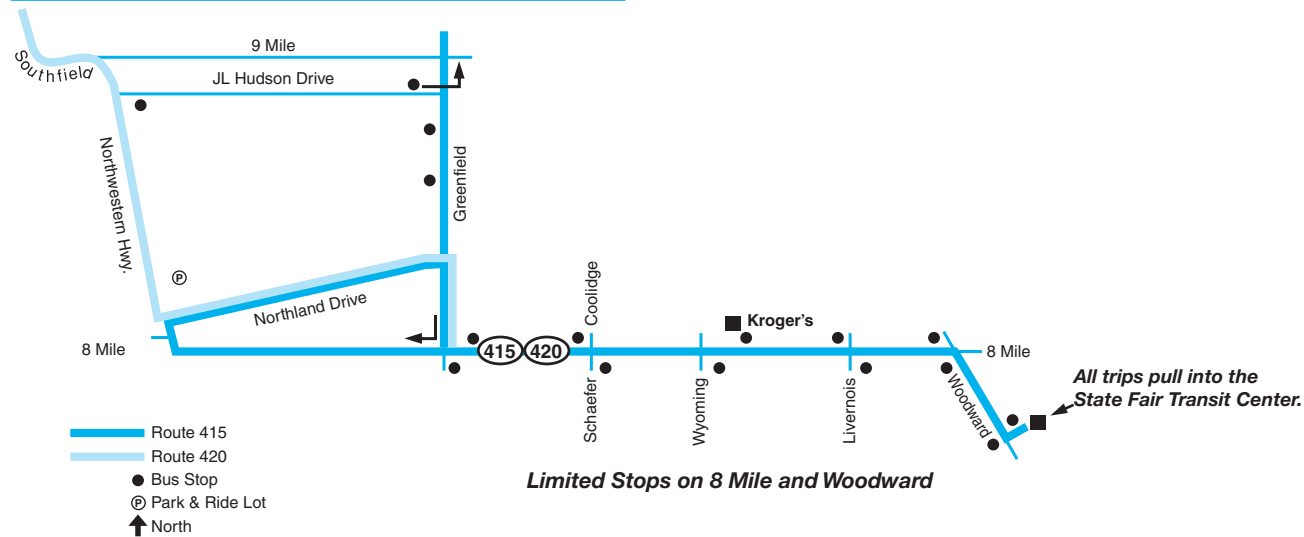 9 Mile
Southfield
JL Hudson Drive
Northwestern Hwy.
Greenfield
P
Northland Drive
Coolidge
Kroger's
8 Mile
415 420
8 Mile
Schaefer
Wyoming
Livernois
Woodward
All trips pull into the
State Fair Transit Center.
Route 415
Route 420
Bus Stop
P Park & Ride Lot
North
Limited Stops on 8 Mile and Woodward